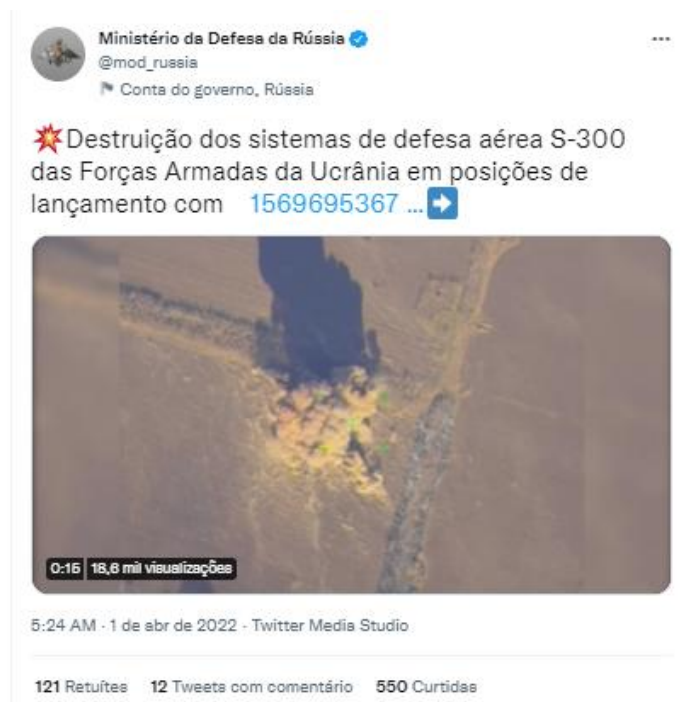 Ministério da Defesa da Rússia
@mod_russia
Conta do governo, Rússia
Destruição dos sistemas de defesa aérea S-300
das Forças Armadas da Ucrânia em posições de
lançamento com 1569695367 ...
0:15 18,6 mil visualizações
5:24 AM · 1 de abr de 2022 · Twitter Media Studio
121 Retuítes 12 Tweets com comentário 550 Curtidas